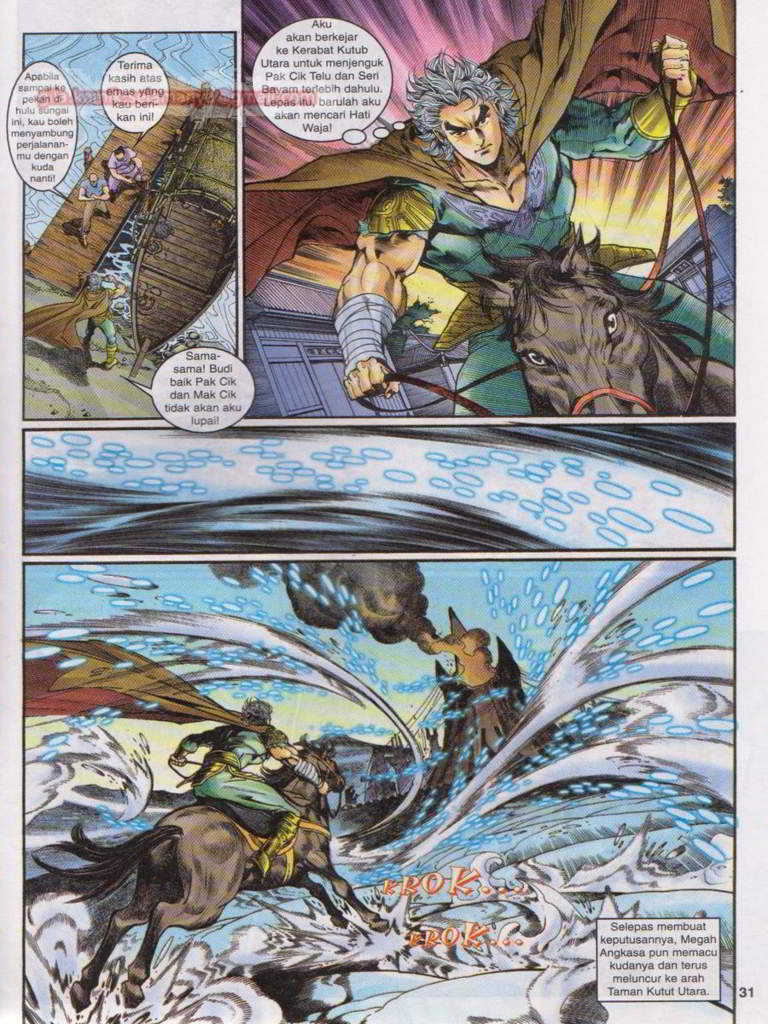 Apabila
sampai ke
pekan di
hulu sungai
ini, kau boleh
menyambung
perjalanan-
mu dengan
kuda
nanti!
Terima
kasih atas
emas yang
kau beri-
kan ini!
Sama-
sama! Budi
baik Pak Cik
dan Mak Cik
tidak akan aku
lupai!
Aku
akan berkejar
ke Kerabat Kutub
Utara untuk menjenguk
Pak Cik Telu dan Seri
Bayam terlebih dahulu.
Lepas itu, barulah aku
akan mencari Hati
Waja!
KROK...
KROK...
Selepas membuat
keputusannya, Megah
Angkasa pun memacu
kudanya dan terus
meluncur ke arah
Taman Kutut Utara.
31